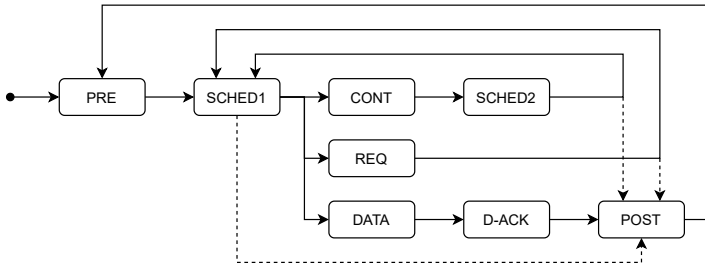 PRE
SCHED1
CONT
SCHED2
REQ
DATA
D-ACK
POST